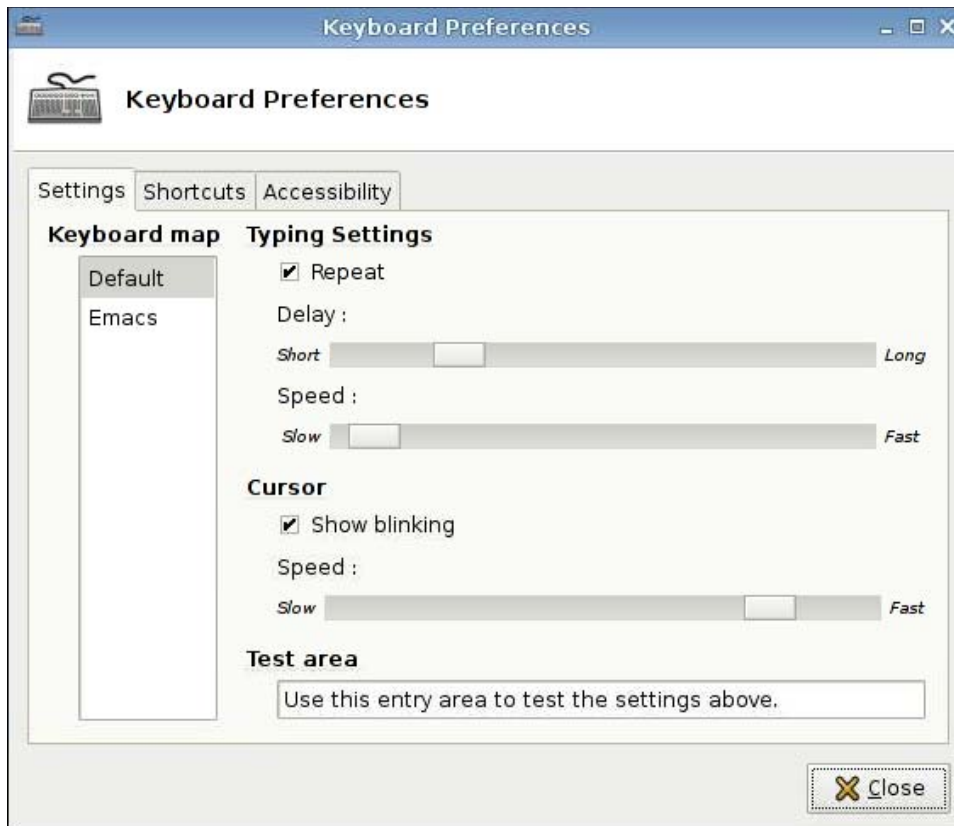 Keyboard Preferences
Keyboard Preferences
Settings Shortcuts Accessibility
Keyboard map
Default
Emacs
Typing Settings
Repeat
Delay :
Short Long
Speed :
Slow Fast
Cursor
Show blinking
Speed :
Slow Fast
Test area
Use this entry area to test the settings above.
Close